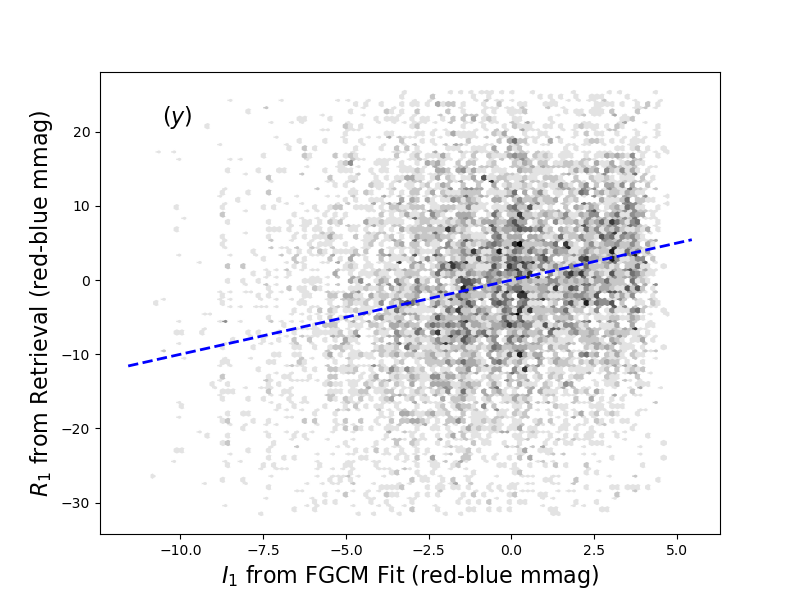 (y)
20
10
0
−10
−20
−30
R₁ from Retrieval (red-blue mmag)
−10.0 −7.5 −5.0 −2.5 0.0 2.5 5.0
I₁ from FGCM Fit (red-blue mmag)